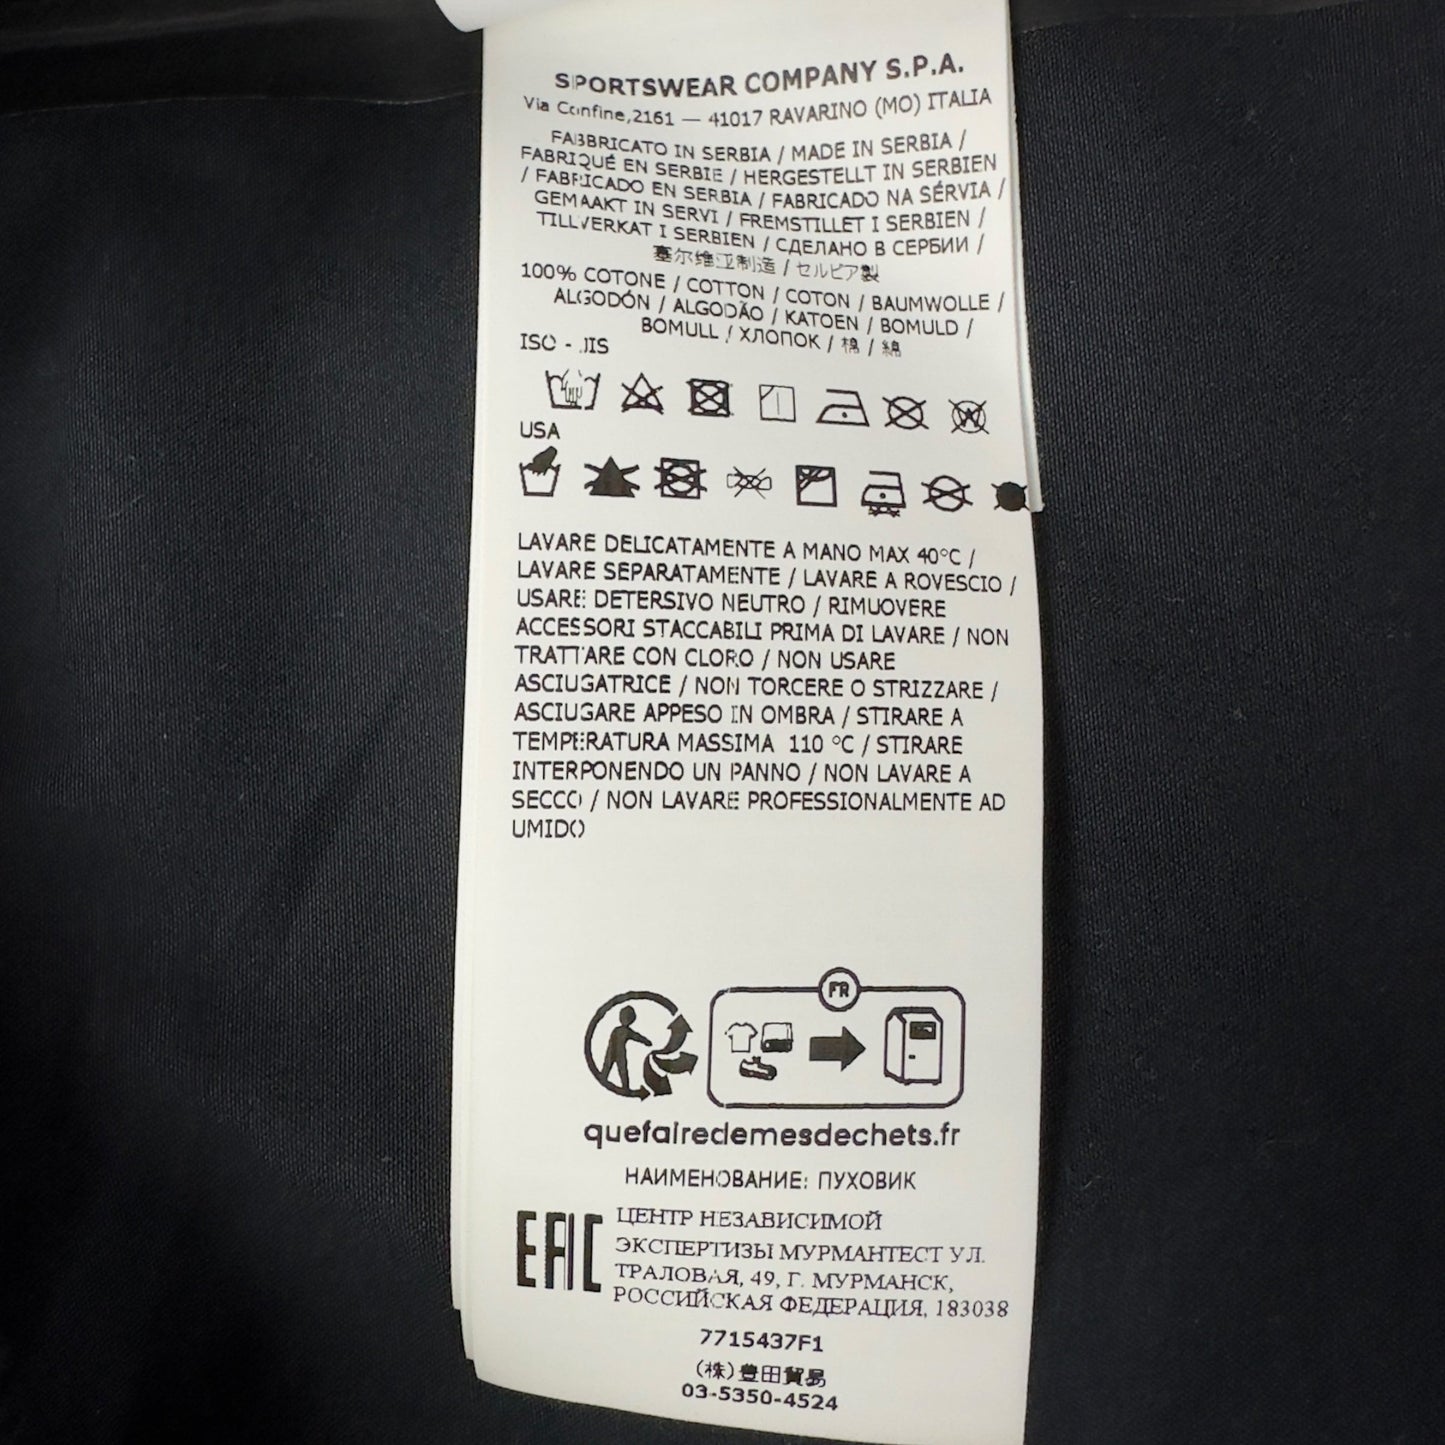 SPORTSWEAR COMPANY S.P.A.
Via Confine,2161 — 41017 RAVARINO (MO) ITALIA
FABBRICATO IN SERBIA / MADE IN SERBIA /
FABRIQUÉ EN SERBIE / HERGESTELLT IN SERBIEN
/ FABRICADO EN SERBIA / FABRICADO NA SÉRVIA /
GEMAAKT IN SERVI / FREMSTILLET I SERBIEN /
TILLVERKAT I SERBIEN / СДЕЛАНО В СЕРБИИ /
塞尔维亚制造 / セルビア製
100% COTONE / COTTON / COTON / BAUMWOLLE /
ALGODÓN / ALGODÃO / KATOEN / BOMULD /
BOMULL / ХЛОПОК / 棉 / 綿
ISO - JIS
USA
LAVARE DELICATAMENTE A MANO MAX 40°C /
LAVARE SEPARATAMENTE / LAVARE A ROVESCIO /
USARE DETERSIVO NEUTRO / RIMUOVERE
ACCESSORI STACCABILI PRIMA DI LAVARE / NON
TRATTARE CON CLORO / NON USARE
ASCIUGATRICE / NON TORCERE O STRIZZARE /
ASCIUGARE APPESO IN OMBRA / STIRARE A
TEMPERATURA MASSIMA 110 °C / STIRARE
INTERPONENDO UN PANNO / NON LAVARE A
SECCO / NON LAVARE PROFESSIONALMENTE AD
UMIDO
FR
quefairedemesdechets.fr
НАИМЕНОВАНИЕ: ПУХОВИК
EAC
ЦЕНТР НЕЗАВИСИМОЙ
ЭКСПЕРТИЗЫ МУРМАНТЕСТ УЛ.
ТРАЛОВАЯ, 49, Г. МУРМАНСК,
РОССИЙСКАЯ ФЕДЕРАЦИЯ, 183038
7715437F1
(株)豊田貿易
03-5350-4524